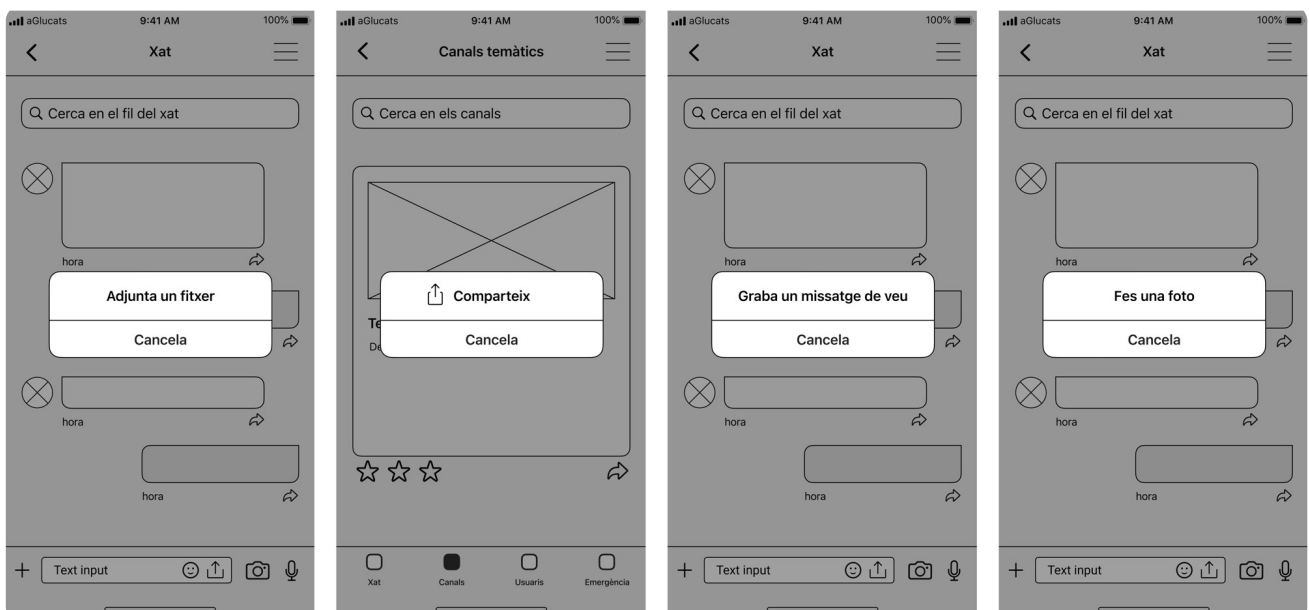 aGlucats 9:41 AM 100%
Xat
Cerca en el fil del xat
hora
Adjunta un fitxer
Cancela
hora
hora
Text input
aGlucats 9:41 AM 100%
Canals temàtics
Cerca en els canals
Comparteix
Te
Cancela
De
Xat Canals Usuaris Emergència
aGlucats 9:41 AM 100%
Xat
Cerca en el fil del xat
hora
Graba un missatge de veu
Cancela
hora
hora
Text input
aGlucats 9:41 AM 100%
Xat
Cerca en el fil del xat
hora
Fes una foto
Cancela
hora
hora
Text input